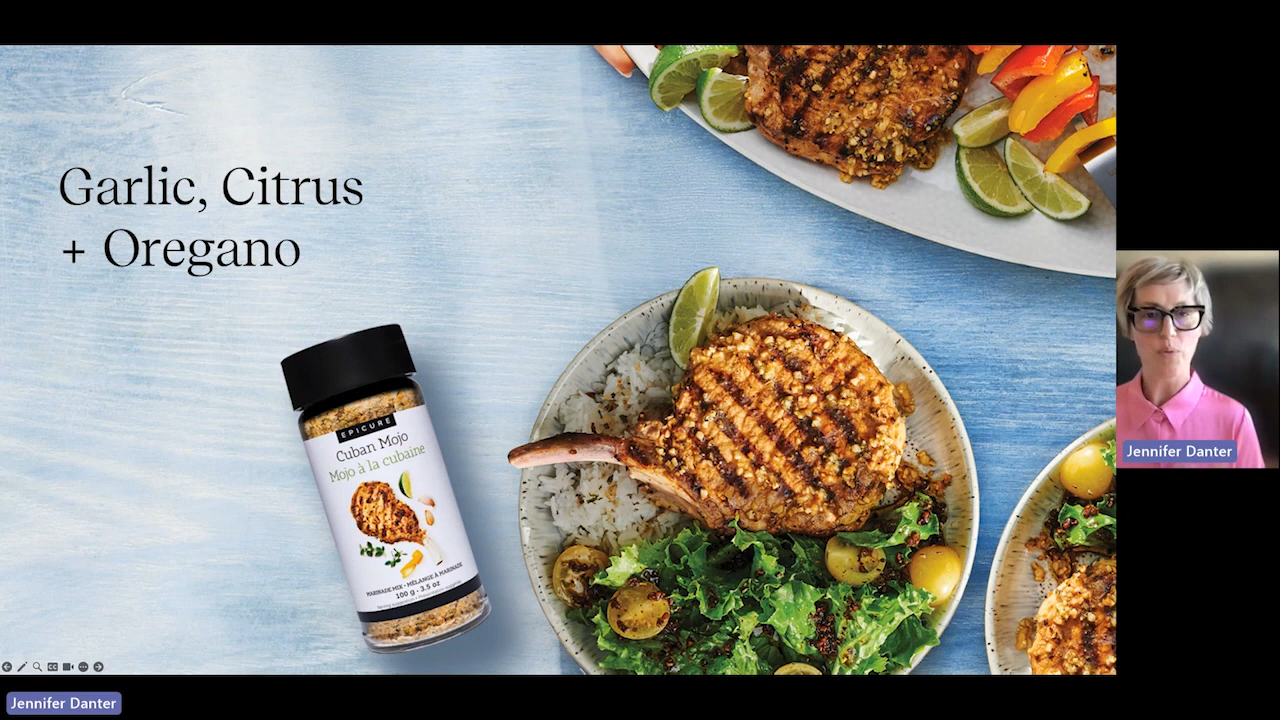 Garlic, Citrus
+ Oregano
EPICURE
Cuban Mojo
Mojo à la cubaine
MARINADE MIX • MÉLANGE À MARINADE
100 g • 3.5 oz
Jennifer Danter
Jennifer Danter